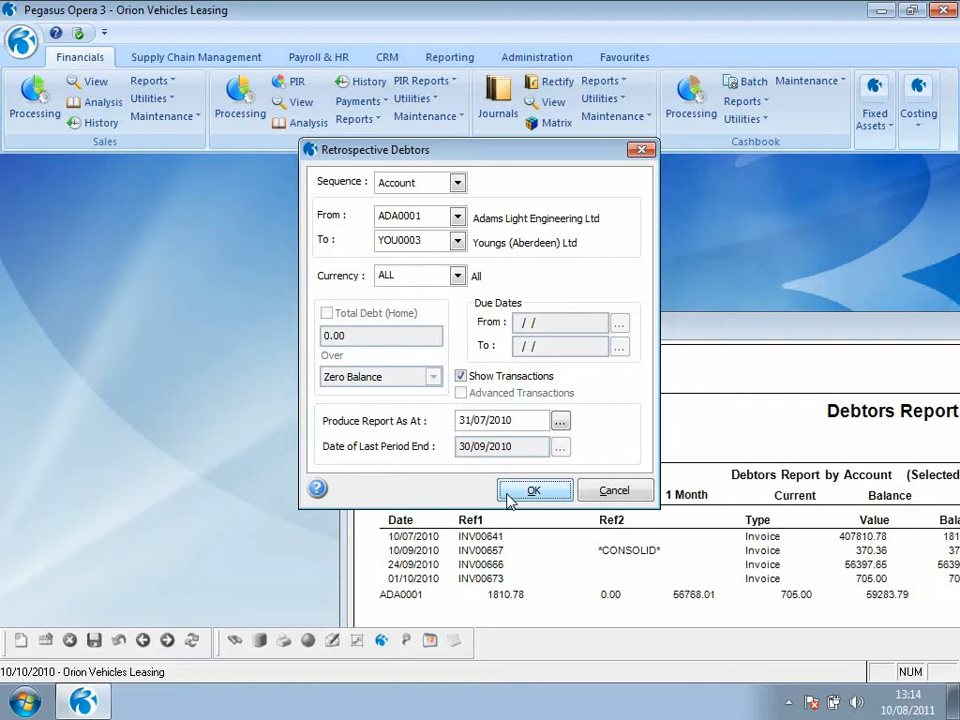 Pegasus Opera 3 - Orion Vehicles Leasing
Financials Supply Chain Management Payroll & HR CRM Reporting Administration Favourites
Processing View Analysis History Reports Utilities Maintenance
Sales
Processing PIR View Analysis History Payments Reports PIR Reports Utilities Maintenance
Journals Rectify View Matrix Reports Utilities Maintenance
Processing Batch Reports Utilities Maintenance
Cashbook
Fixed Assets
Costing
Retrospective Debtors
Sequence : Account
From : ADA0001 Adams Light Engineering Ltd
To : YOU0003 Youngs (Aberdeen) Ltd
Currency : ALL All
Total Debt (Home)
0.00
Over
Zero Balance
Due Dates
From : / / ...
To : / / ...
Show Transactions
Advanced Transactions
Produce Report As At : 31/07/2010 ...
Date of Last Period End : 30/09/2010 ...
OK Cancel
Debtors Report
Debtors Report by Account (Selected
1 Month Current Balance
Date Ref1 Ref2 Type Value Bala
10/07/2010 INV00641 Invoice 407810.78 181
10/09/2010 INV00657 *CONSOLID* Invoice 370.36 37
24/09/2010 INV00666 Invoice 56397.65 5639
01/10/2010 INV00673 Invoice 705.00 70
ADA0001 1810.78 0.00 56768.01 705.00 59283.79
10/10/2010 - Orion Vehicles Leasing
NUM
13:14
10/08/2011